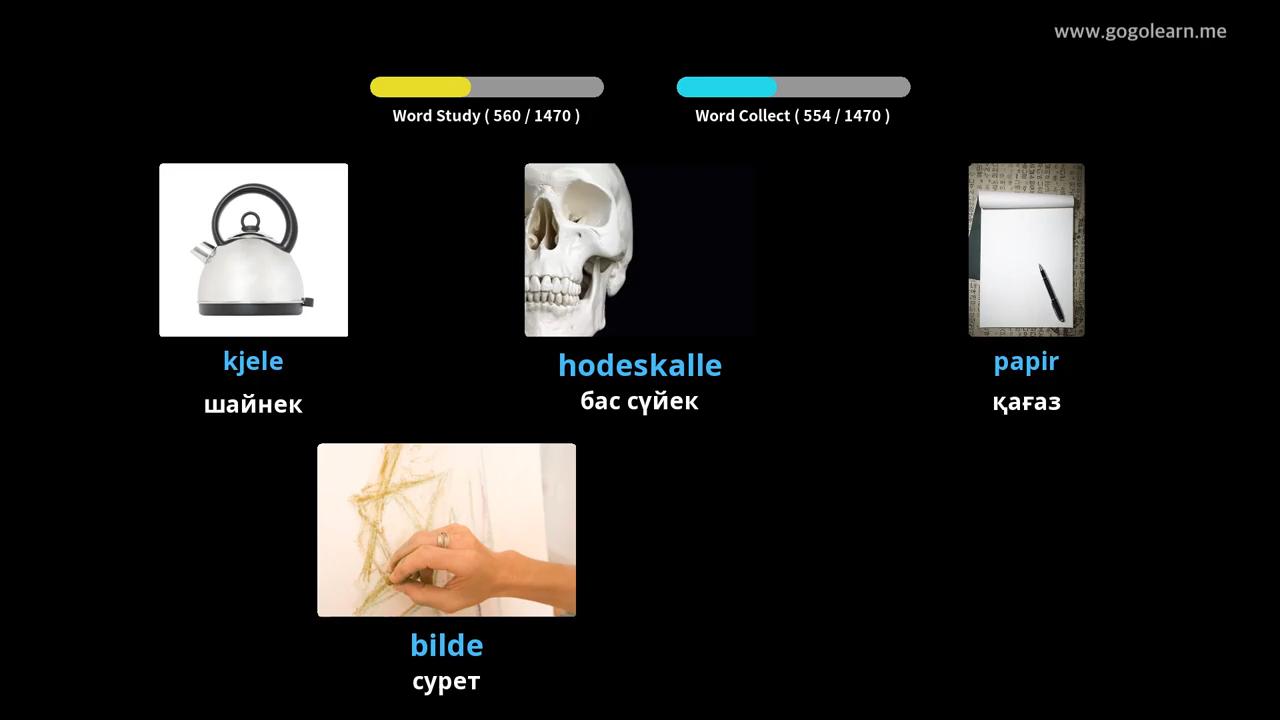 www.gogolearn.me
Word Study ( 560 / 1470 )
Word Collect ( 554 / 1470 )
kjele
шайнек
hodeskalle
бас сүйек
papir
қағаз
bilde
сурет